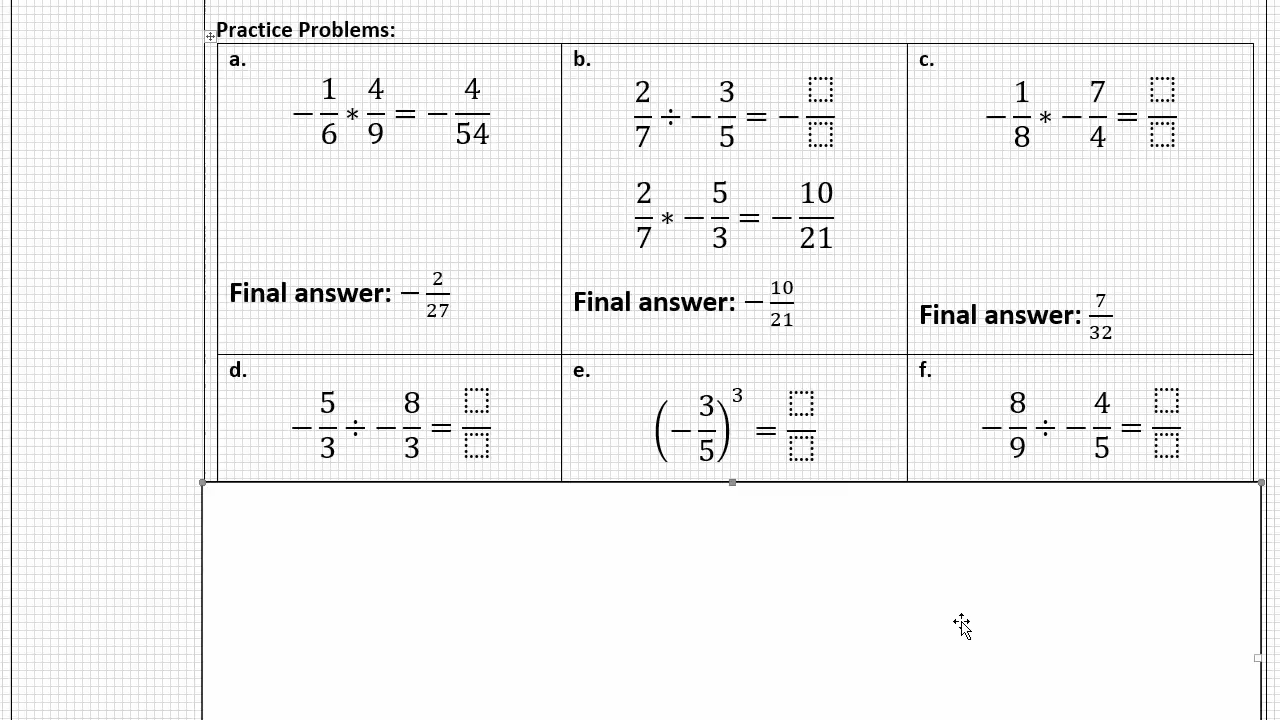 Practice Problems:
a.
−1/6 * 4/9 = −4/54
Final answer: −2/27
b.
2/7 ÷ −3/5 = −□/□
2/7 * −5/3 = −10/21
Final answer: −10/21
c.
−1/8 * −7/4 = □/□
Final answer: 7/32
d.
−5/3 ÷ −8/3 = □/□
e.
(−3/5)^3 = □/□
f.
−8/9 ÷ −4/5 = □/□